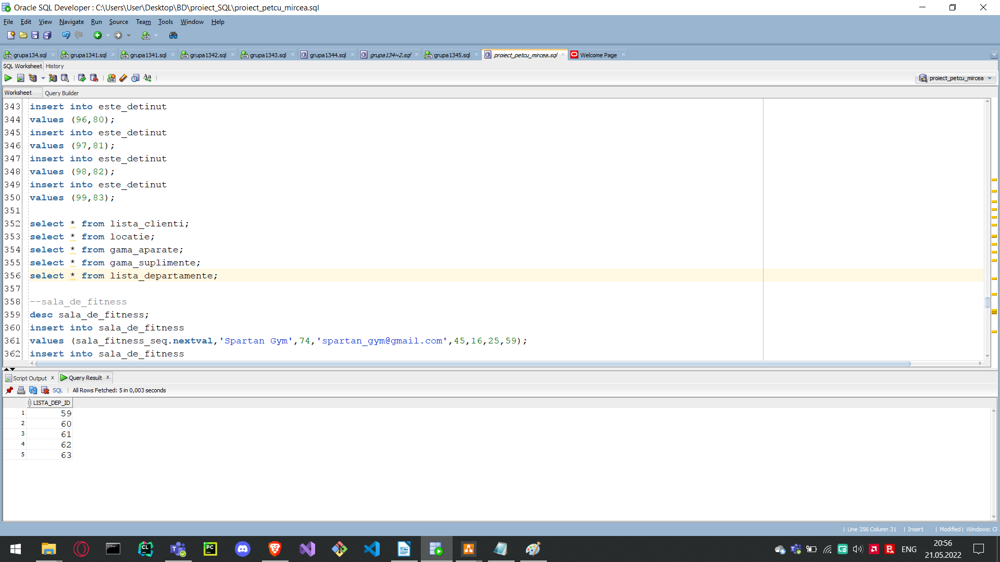 Oracle SQL Developer : C:\Users\User\Desktop\BD\proiect_SQL\proiect_petcu_mircea.sql
File Edit View Navigate Run Source Team Tools Window Help
grupa134.sql grupa1341.sql grupa1341.sql grupa1342.sql grupa1343.sql grupa1344.sql grupa134~2.sql grupa1345.sql proiect_petcu_mircea.sql Welcome Page
SQL Worksheet History
proiect_petcu_mircea
Worksheet Query Builder
343 insert into este_detinut
344 values (96,80);
345 insert into este_detinut
346 values (97,81);
347 insert into este_detinut
348 values (98,82);
349 insert into este_detinut
350 values (99,83);
351
352 select * from lista_clienti;
353 select * from locatie;
354 select * from gama_aparate;
355 select * from gama_suplimente;
356 select * from lista_departamente;
357
358 --sala_de_fitness
359 desc sala_de_fitness;
360 insert into sala_de_fitness
361 values (sala_fitness_seq.nextval,'Spartan Gym',74,'spartan_gym@gmail.com',45,16,25,59);
362 insert into sala_de_fitness
Script Output Query Result
SQL All Rows Fetched: 5 in 0,003 seconds
LISTA_DEP_ID
1 59
2 60
3 61
4 62
5 63
Line 356 Column 31 Insert Modified Windows: CF
ENG 20:56
21.05.2022